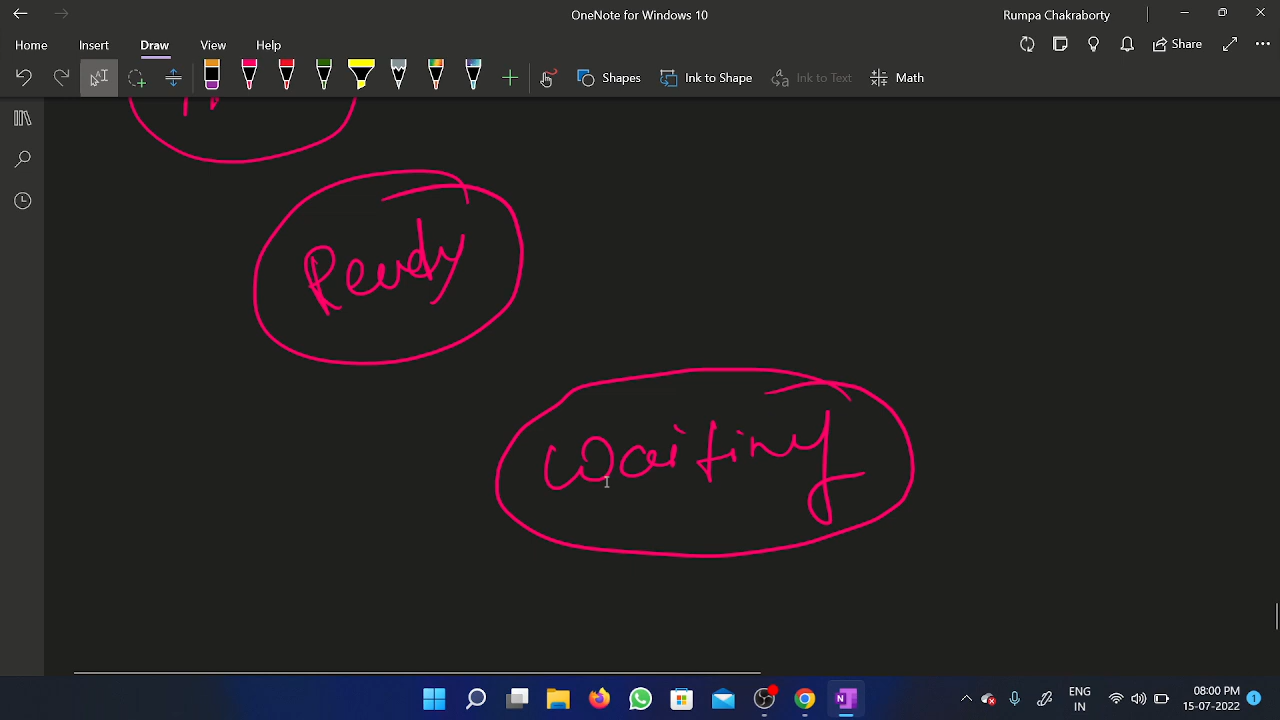 OneNote for Windows 10
Rumpa Chakraborty
Home Insert Draw View Help
Share
Shapes Ink to Shape Ink to Text Math
Ready
Waiting
ENG
IN
08:00 PM
15-07-2022
1